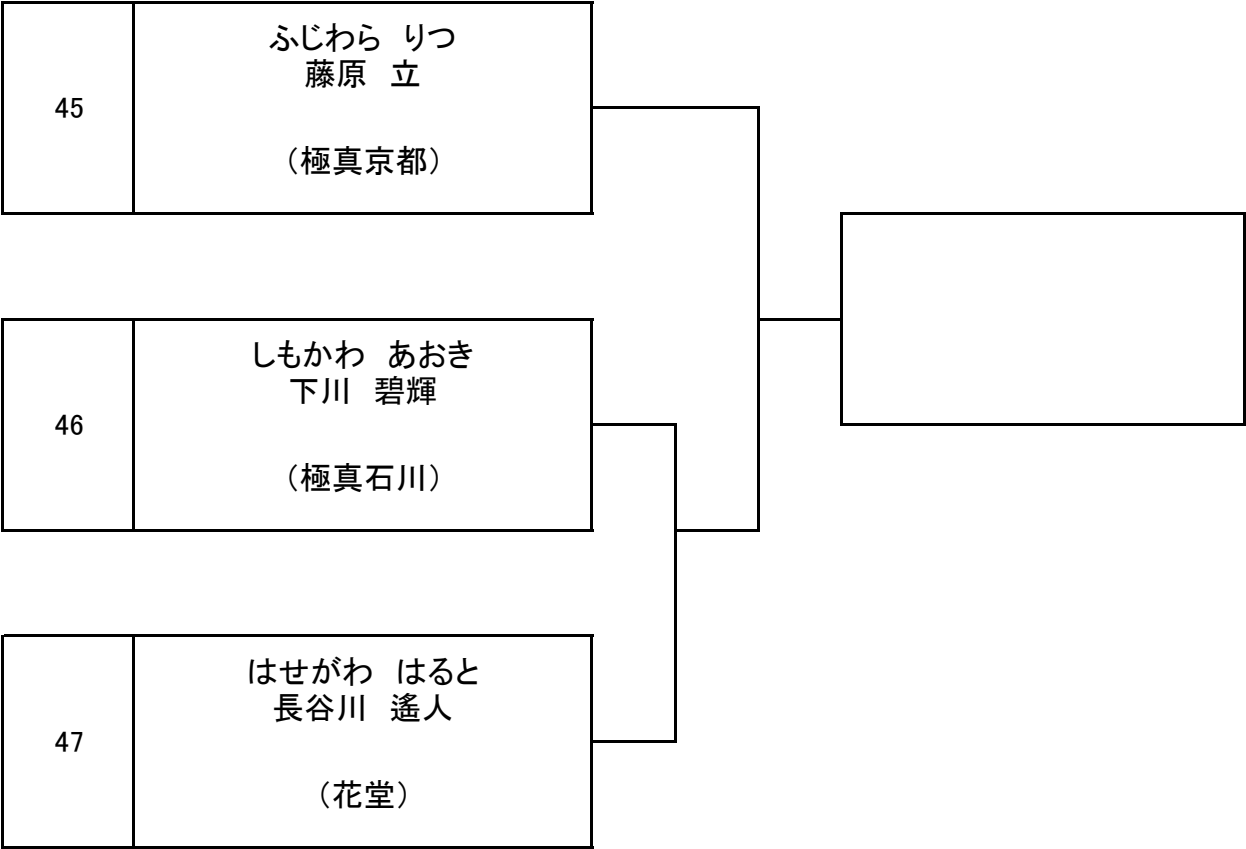 45
ふじわら　りつ
藤原　立
（極真京都）
46
しもかわ　あおき
下川　碧輝
（極真石川）
47
はせがわ　はると
長谷川　遙人
（花堂）